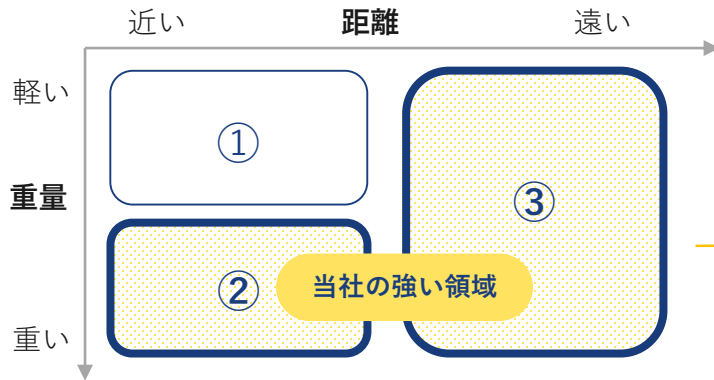 近い 距離 遠い
軽い
①
重量
③
②
当社の強い領域
重い